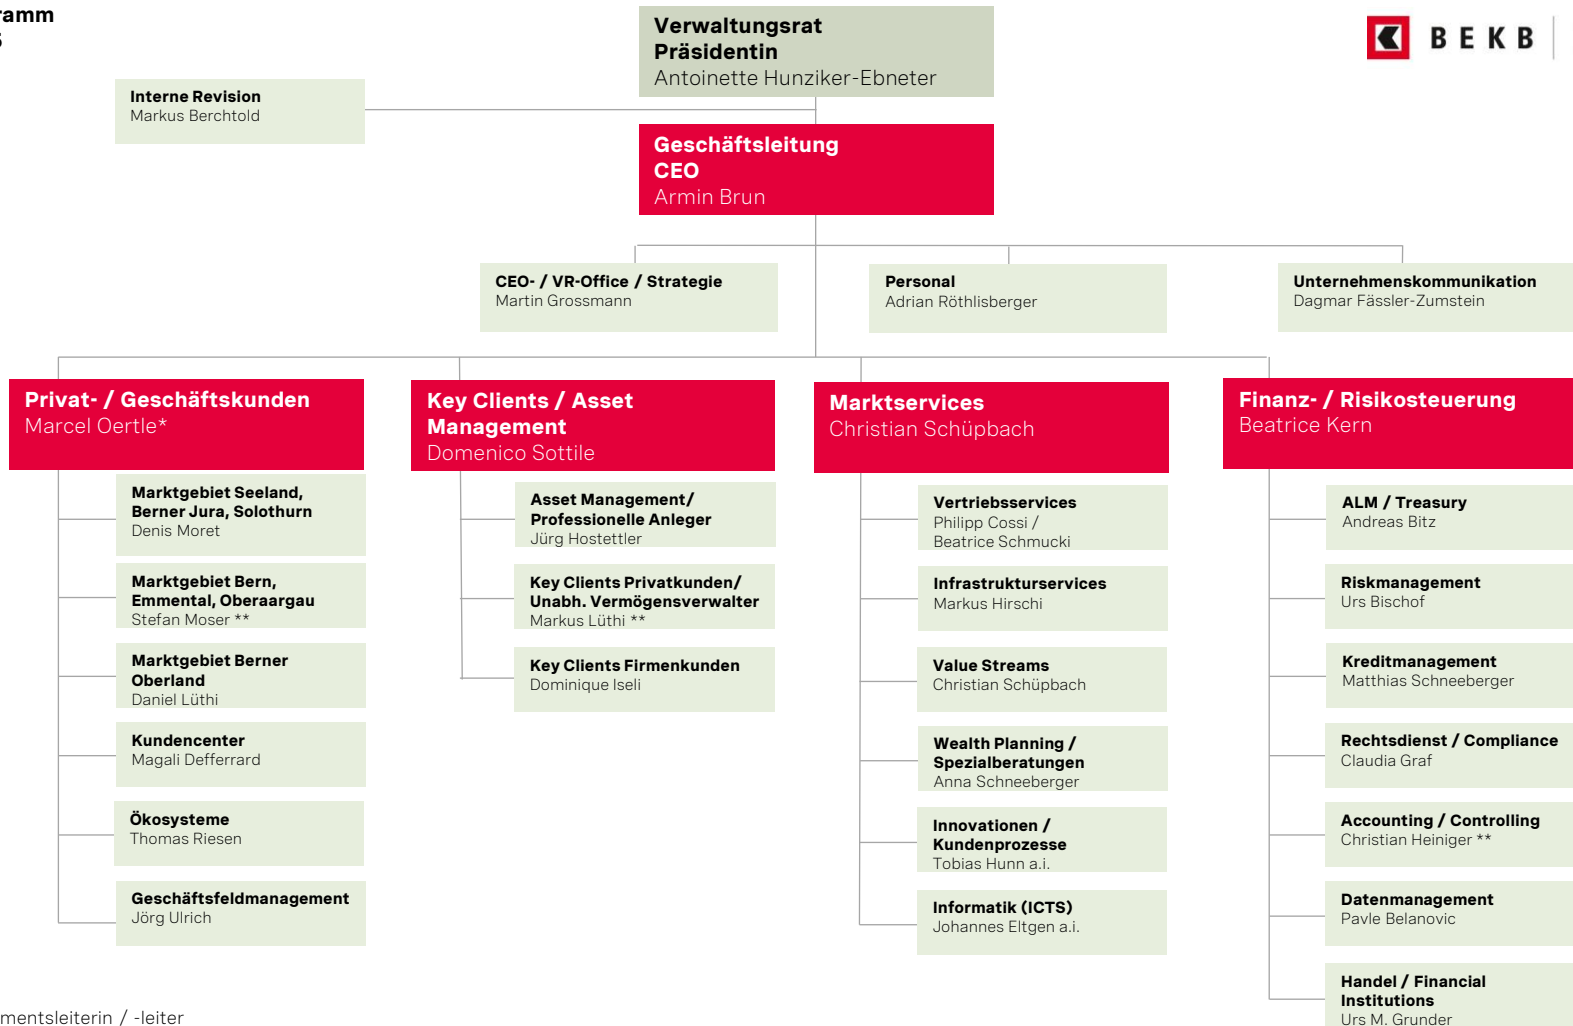 Verwaltungsrat
Präsidentin
Antoinette Hunziker-Ebneter
BEKB
Interne Revision
Markus Berchtold
Geschäftsleitung
CEO
Armin Brun
CEO- / VR-Office / Strategie
Martin Grossmann
Personal
Adrian Röthlisberger
Unternehmenskommunikation
Dagmar Fässler-Zumstein
Privat- / Geschäftskunden
Marcel Oertle*
Marktgebiet Seeland,
Berner Jura, Solothurn
Denis Moret
Marktgebiet Bern,
Emmental, Oberaargau
Stefan Moser **
Marktgebiet Berner
Oberland
Daniel Lüthi
Kundencenter
Magali Defferrard
Ökosysteme
Thomas Riesen
Geschäftsfeldmanagement
Jörg Ulrich
Key Clients / Asset
Management
Domenico Sottile
Asset Management/
Professionelle Anleger
Jürg Hostettler
Key Clients Privatkunden/
Unabh. Vermögensverwalter
Markus Lüthi **
Key Clients Firmenkunden
Dominique Iseli
Marktservices
Christian Schüpbach
Vertriebsservices
Philipp Cossi /
Beatrice Schmucki
Infrastrukturservices
Markus Hirschi
Value Streams
Christian Schüpbach
Wealth Planning /
Spezialberatungen
Anna Schneeberger
Innovationen /
Kundenprozesse
Tobias Hunn a.i.
Informatik (ICTS)
Johannes Eltgen a.i.
Finanz- / Risikosteuerung
Beatrice Kern
ALM / Treasury
Andreas Bitz
Riskmanagement
Urs Bischof
Kreditmanagement
Matthias Schneeberger
Rechtsdienst / Compliance
Claudia Graf
Accounting / Controlling
Christian Heiniger **
Datenmanagement
Pavle Belanovic
Handel / Financial
Institutions
Urs M. Grunder
/ -leiter